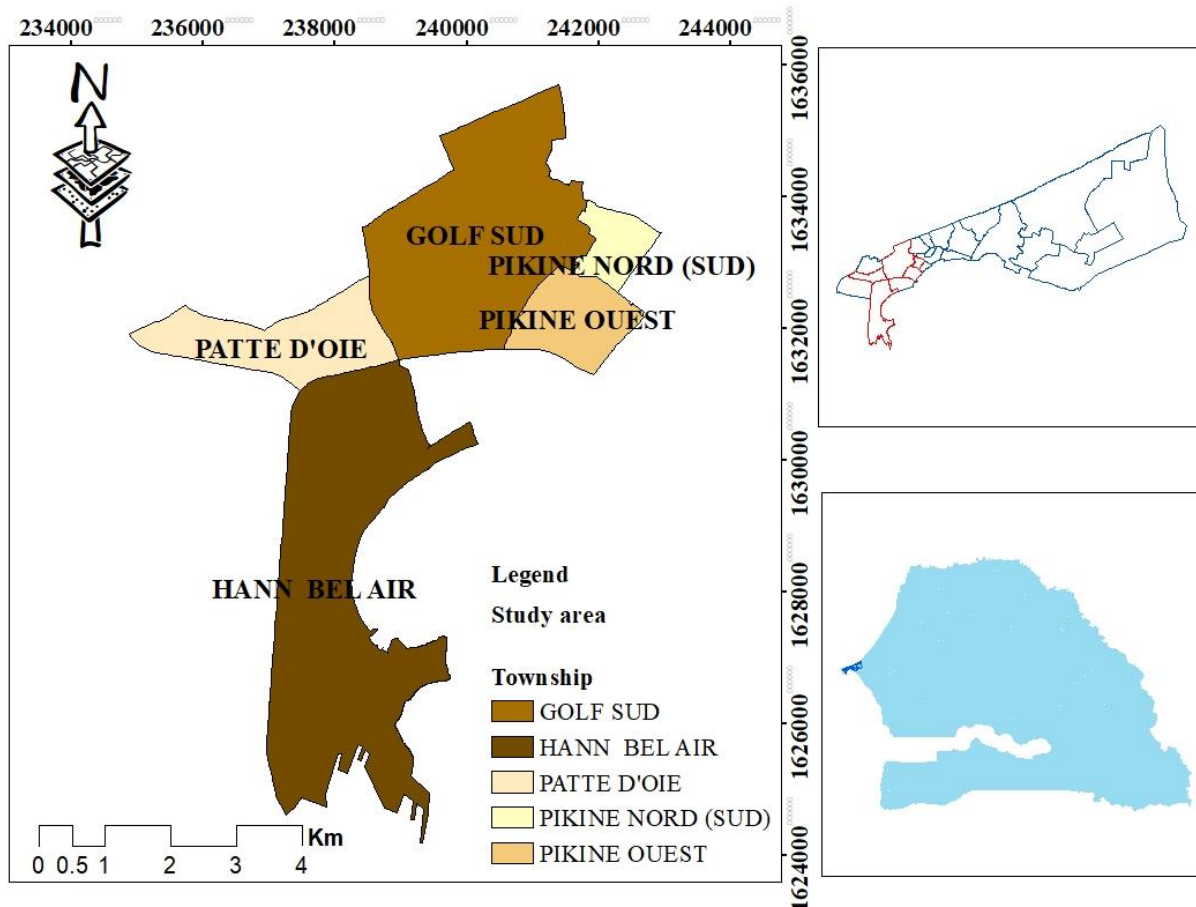 234000 236000 238000 240000 242000 244000
N
1636000
1634000
1632000
1630000
1628000
1626000
1624000
GOLF SUD
PIKINE NORD (SUD)
PIKINE OUEST
PATTE D'OIE
HANN BEL AIR
Legend
Study area
Township
GOLF SUD
HANN BEL AIR
PATTE D'OIE
PIKINE NORD (SUD)
PIKINE OUEST
Km
0 0.5 1 2 3 4